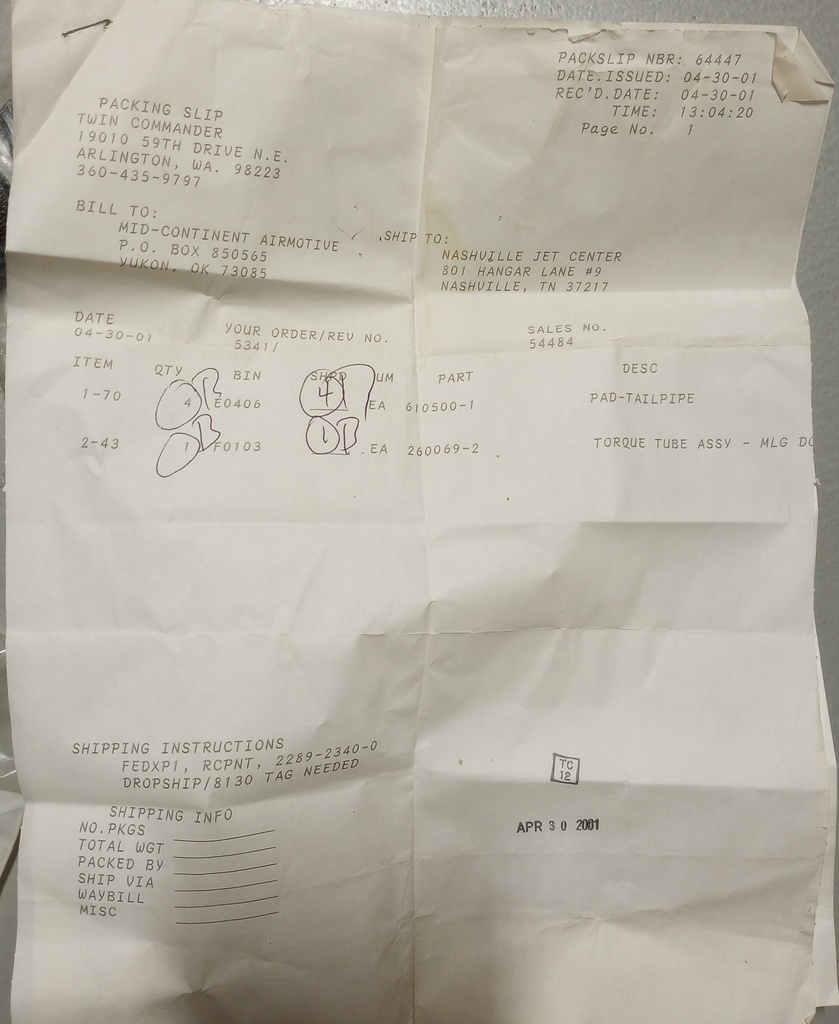 PACKSLIP NBR: 64447
DATE.ISSUED: 04-30-01
REC'D.DATE: 04-30-01
TIME: 13:04:20
Page No. 1
PACKING SLIP
TWIN COMMANDER
19010 59TH DRIVE N.E.
ARLINGTON, WA. 98223
360-435-9797
BILL TO:
MID-CONTINENT AIRMOTIVE
P.O. BOX 850565
YUKON, OK 73085
SHIP TO:
NASHVILLE JET CENTER
801 HANGAR LANE #9
NASHVILLE, TN 37217
DATE YOUR ORDER/REV NO. SALES NO.
04-30-01 5341/ 54484
ITEM QTY BIN SHPD UM PART DESC
1-70 4 E0406 4 EA 610500-1 PAD-TAILPIPE
2-43 1 F0103 1 EA 260069-2 TORQUE TUBE ASSY - MLG DO
SHIPPING INSTRUCTIONS
FEDXP1, RCPNT, 2289-2340-0
DROPSHIP/8130 TAG NEEDED
TC
12
APR 30 2001
SHIPPING INFO
NO.PKGS
TOTAL WGT
PACKED BY
SHIP VIA
WAYBILL
MISC